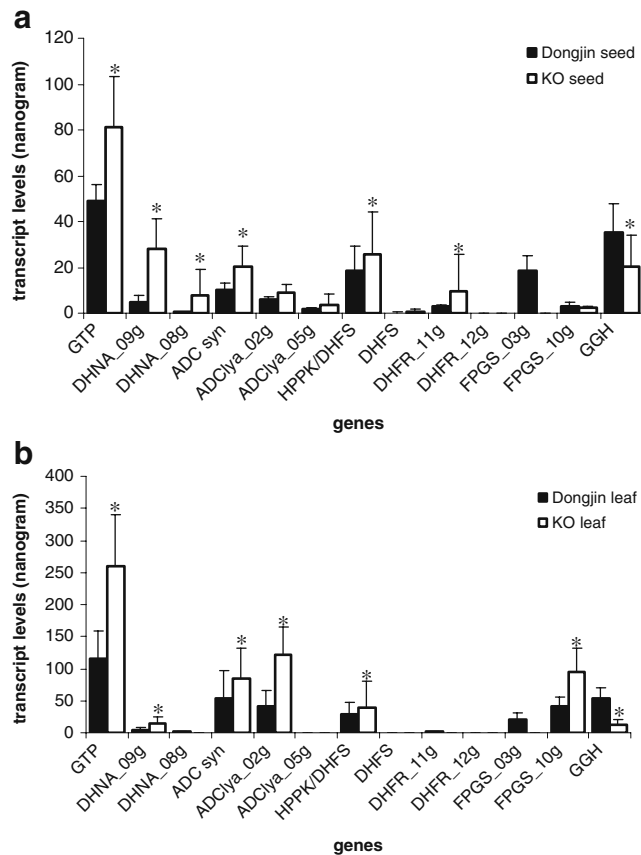 a
transcript levels (nanogram)
120
100
80
60
40
20
0
Dongjin seed
KO seed
*
*
*
*
*
*
*
GTP
DHNA_09g
DHNA_08g
ADC syn
ADClya_02g
ADClya_05g
HPPK/DHFS
DHFS
DHFR_11g
DHFR_12g
FPGS_03g
FPGS_10g
GGH
genes
b
transcript levels (nanogram)
400
350
300
250
200
150
100
50
0
Dongjin leaf
KO leaf
*
*
*
*
*
*
*
GTP
DHNA_09g
DHNA_08g
ADC syn
ADClya_02g
ADClya_05g
HPPK/DHFS
DHFS
DHFR_11g
DHFR_12g
FPGS_03g
FPGS_10g
GGH
genes